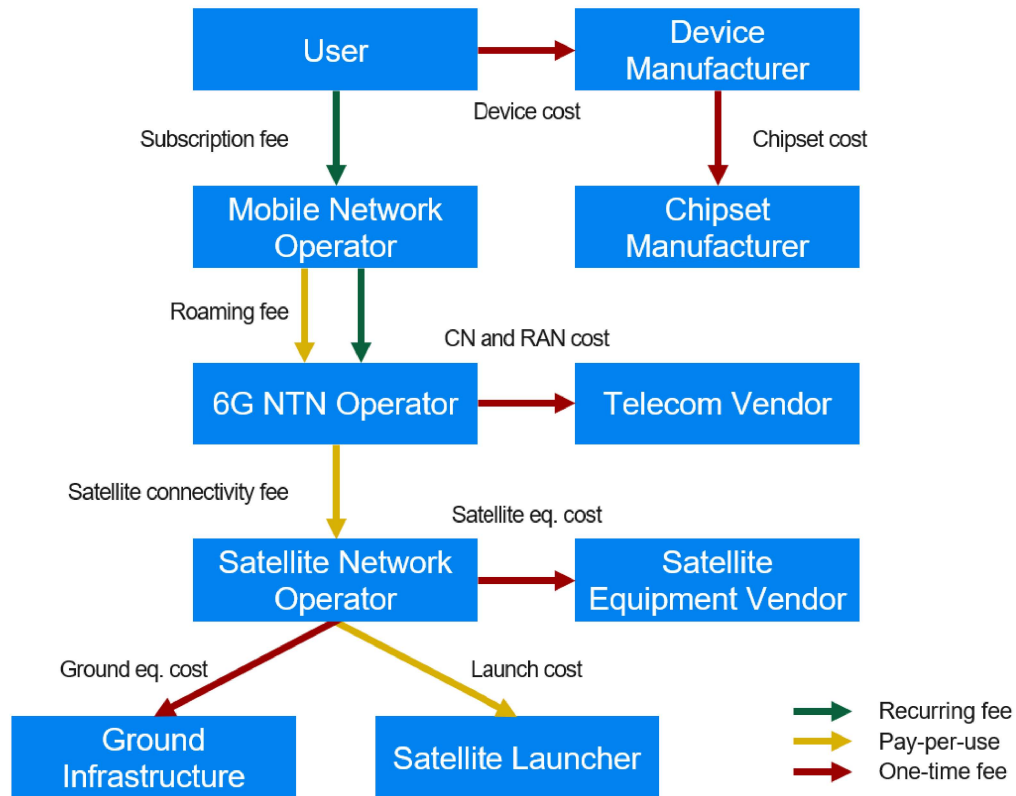 User
Device
Manufacturer
Device cost
Subscription fee
Chipset cost
Mobile Network
Operator
Chipset
Manufacturer
Roaming fee
CN and RAN cost
6G NTN Operator
Telecom Vendor
Satellite connectivity fee
Satellite eq. cost
Satellite Network
Operator
Satellite
Equipment Vendor
Ground eq. cost
Launch cost
Ground
Infrastructure
Satellite Launcher
Recurring fee
Pay-per-use
One-time fee